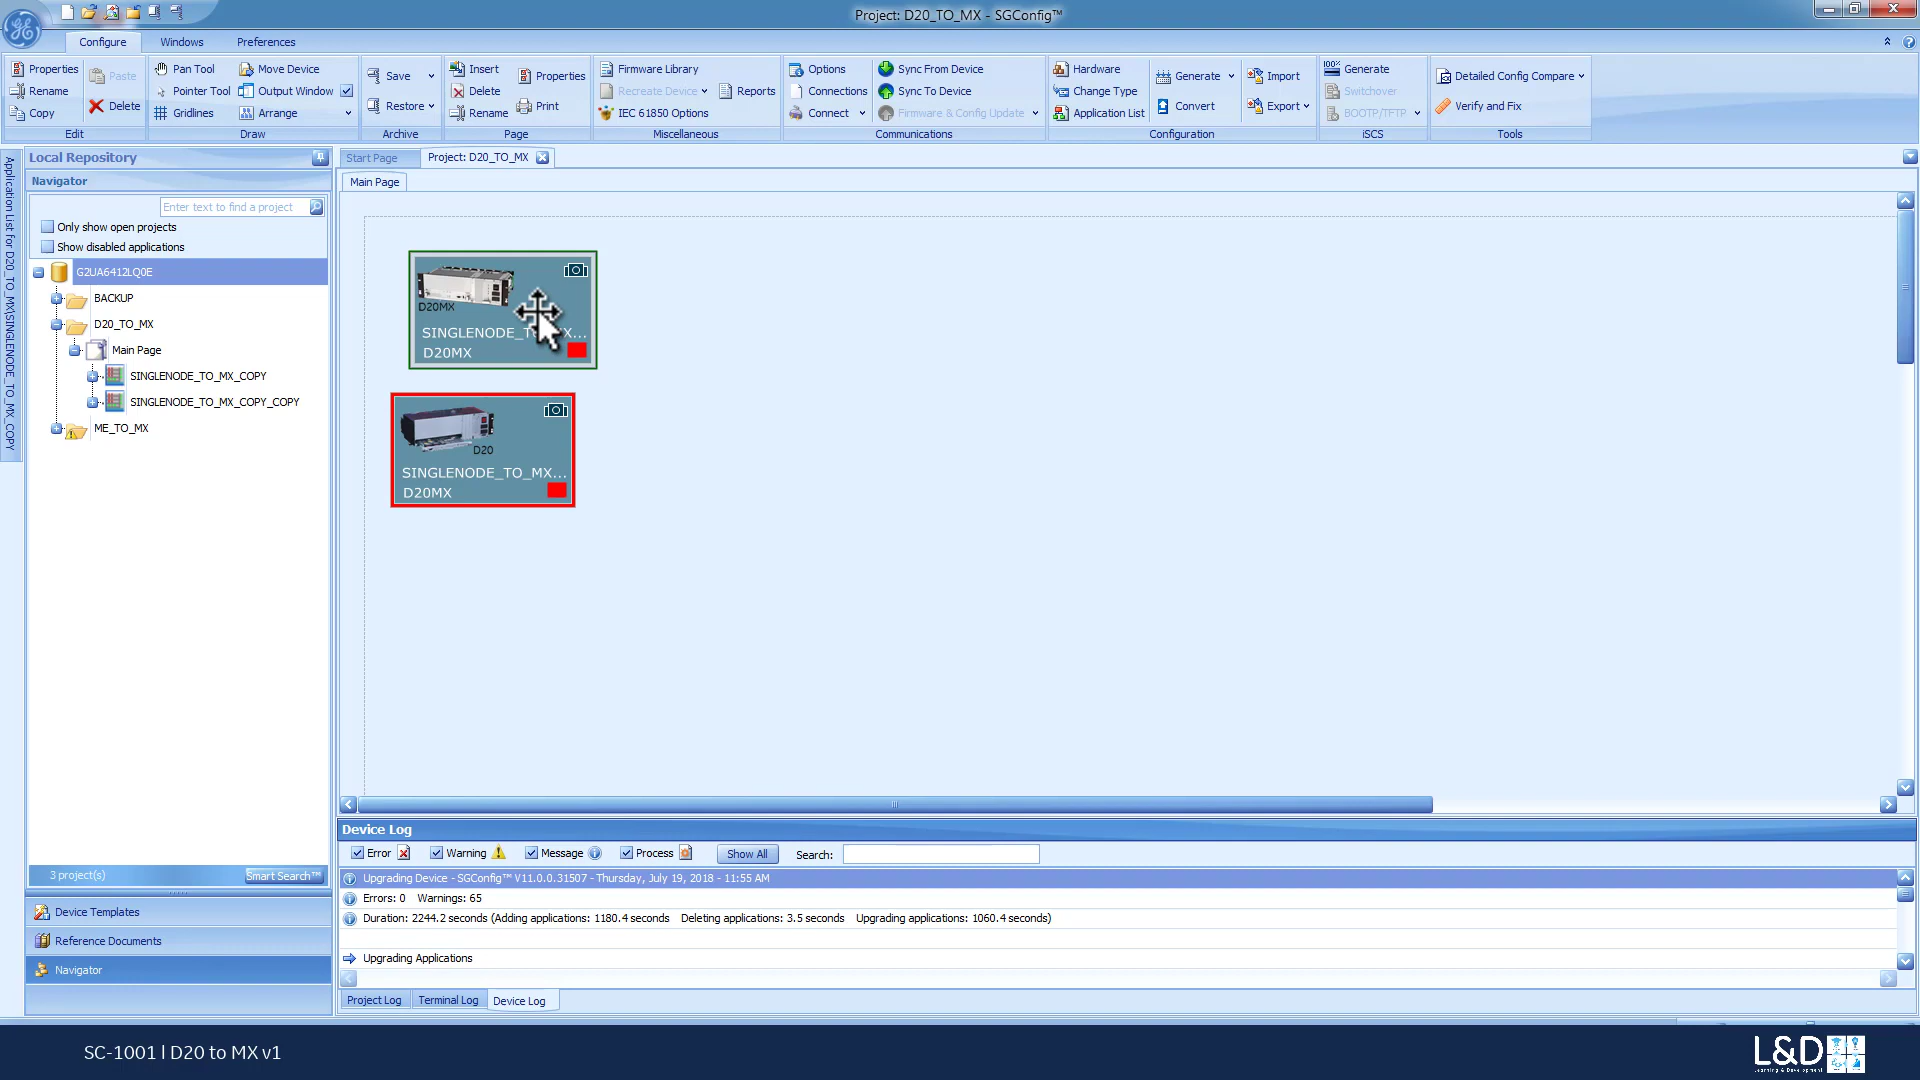 Project: D20_TO_MX - SGConfig™
Configure
Windows
Preferences
Properties
Rename
Copy
Paste
Delete
Edit
Pan Tool
Pointer Tool
Gridlines
Move Device
Output Window
Arrange
Draw
Save
Restore
Archive
Insert
Delete
Rename
Properties
Print
Page
Firmware Library
Recreate Device
IEC 61850 Options
Reports
Miscellaneous
Options
Connections
Connect
Sync From Device
Sync To Device
Firmware & Config Update
Communications
Hardware
Change Type
Application List
Generate
Convert
Import
Export
Configuration
Generate
Switchover
BOOTP/TFTP
iSCS
Detailed Config Compare
Verify and Fix
Tools
Application List for D20_TO_MX\SINGLENODE_TO_MX_COPY
Local Repository
Navigator
Enter text to find a project
Only show open projects
Show disabled applications
G2UA6412LQ0E
BACKUP
D20_TO_MX
Main Page
SINGLENODE_TO_MX_COPY
SINGLENODE_TO_MX_COPY_COPY
ME_TO_MX
3 project(s)
Smart Search™
Device Templates
Reference Documents
Navigator
Start Page
Project: D20_TO_MX
Main Page
D20MX
SINGLENODE_TO_MX...
D20MX
D20
SINGLENODE_TO_MX...
D20MX
Device Log
Error
Warning
Message
Process
Show All
Search:
Upgrading Device - SGConfig™ V11.0.0.31507 - Thursday, July 19, 2018 - 11:55 AM
Errors: 0 Warnings: 65
Duration: 2244.2 seconds (Adding applications: 1180.4 seconds Deleting applications: 3.5 seconds Upgrading applications: 1060.4 seconds)
Upgrading Applications
Project Log
Terminal Log
Device Log
SC-1001 | D20 to MX v1
L&D
Learning & Development